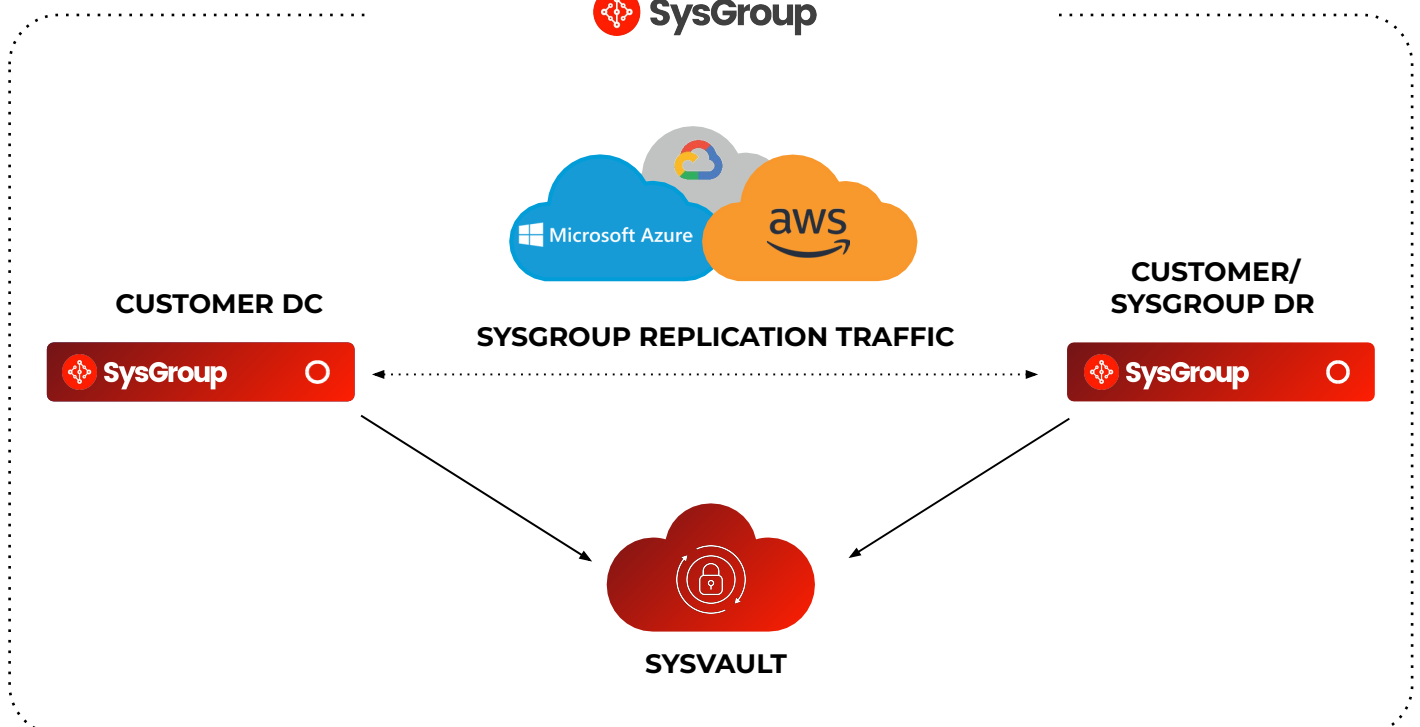 SysGroup
Microsoft Azure
aws
CUSTOMER DC
CUSTOMER/
SYSGROUP DR
SYSGROUP REPLICATION TRAFFIC
SysGroup
SysGroup
SYSVAULT